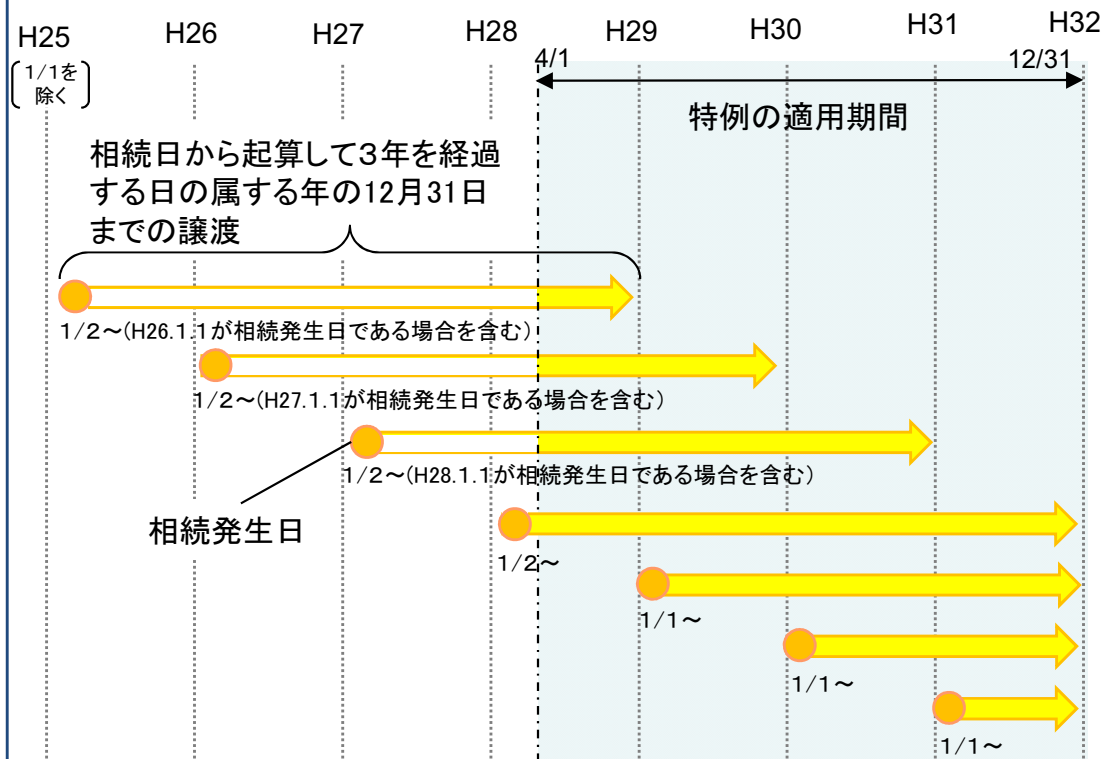 H25 H26 H27 H28 H29 H30 H31 H32
1/1を
除く
4/1 12/31
特例の適用期間
相続日から起算して3年を経過
する日の属する年の12月31日
までの譲渡
1/2～(H26.1.1が相続発生日である場合を含む)
1/2～(H27.1.1が相続発生日である場合を含む)
1/2～(H28.1.1が相続発生日である場合を含む)
相続発生日
1/2～
1/1～
1/1～
1/1～